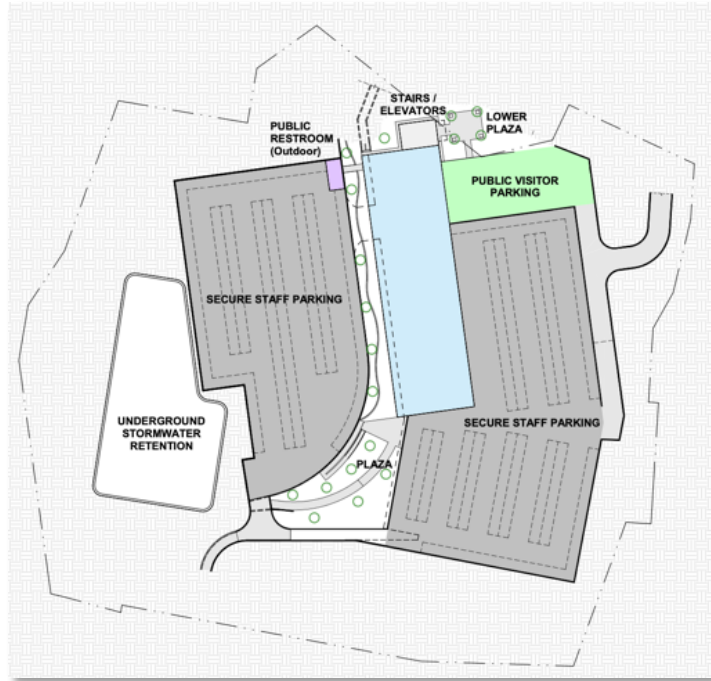 STAIRS /
ELEVATORS
LOWER
PLAZA
PUBLIC
RESTROOM
(Outdoor)
PUBLIC VISITOR
PARKING
SECURE STAFF PARKING
UNDERGROUND
STORMWATER
RETENTION
SECURE STAFF PARKING
PLAZA